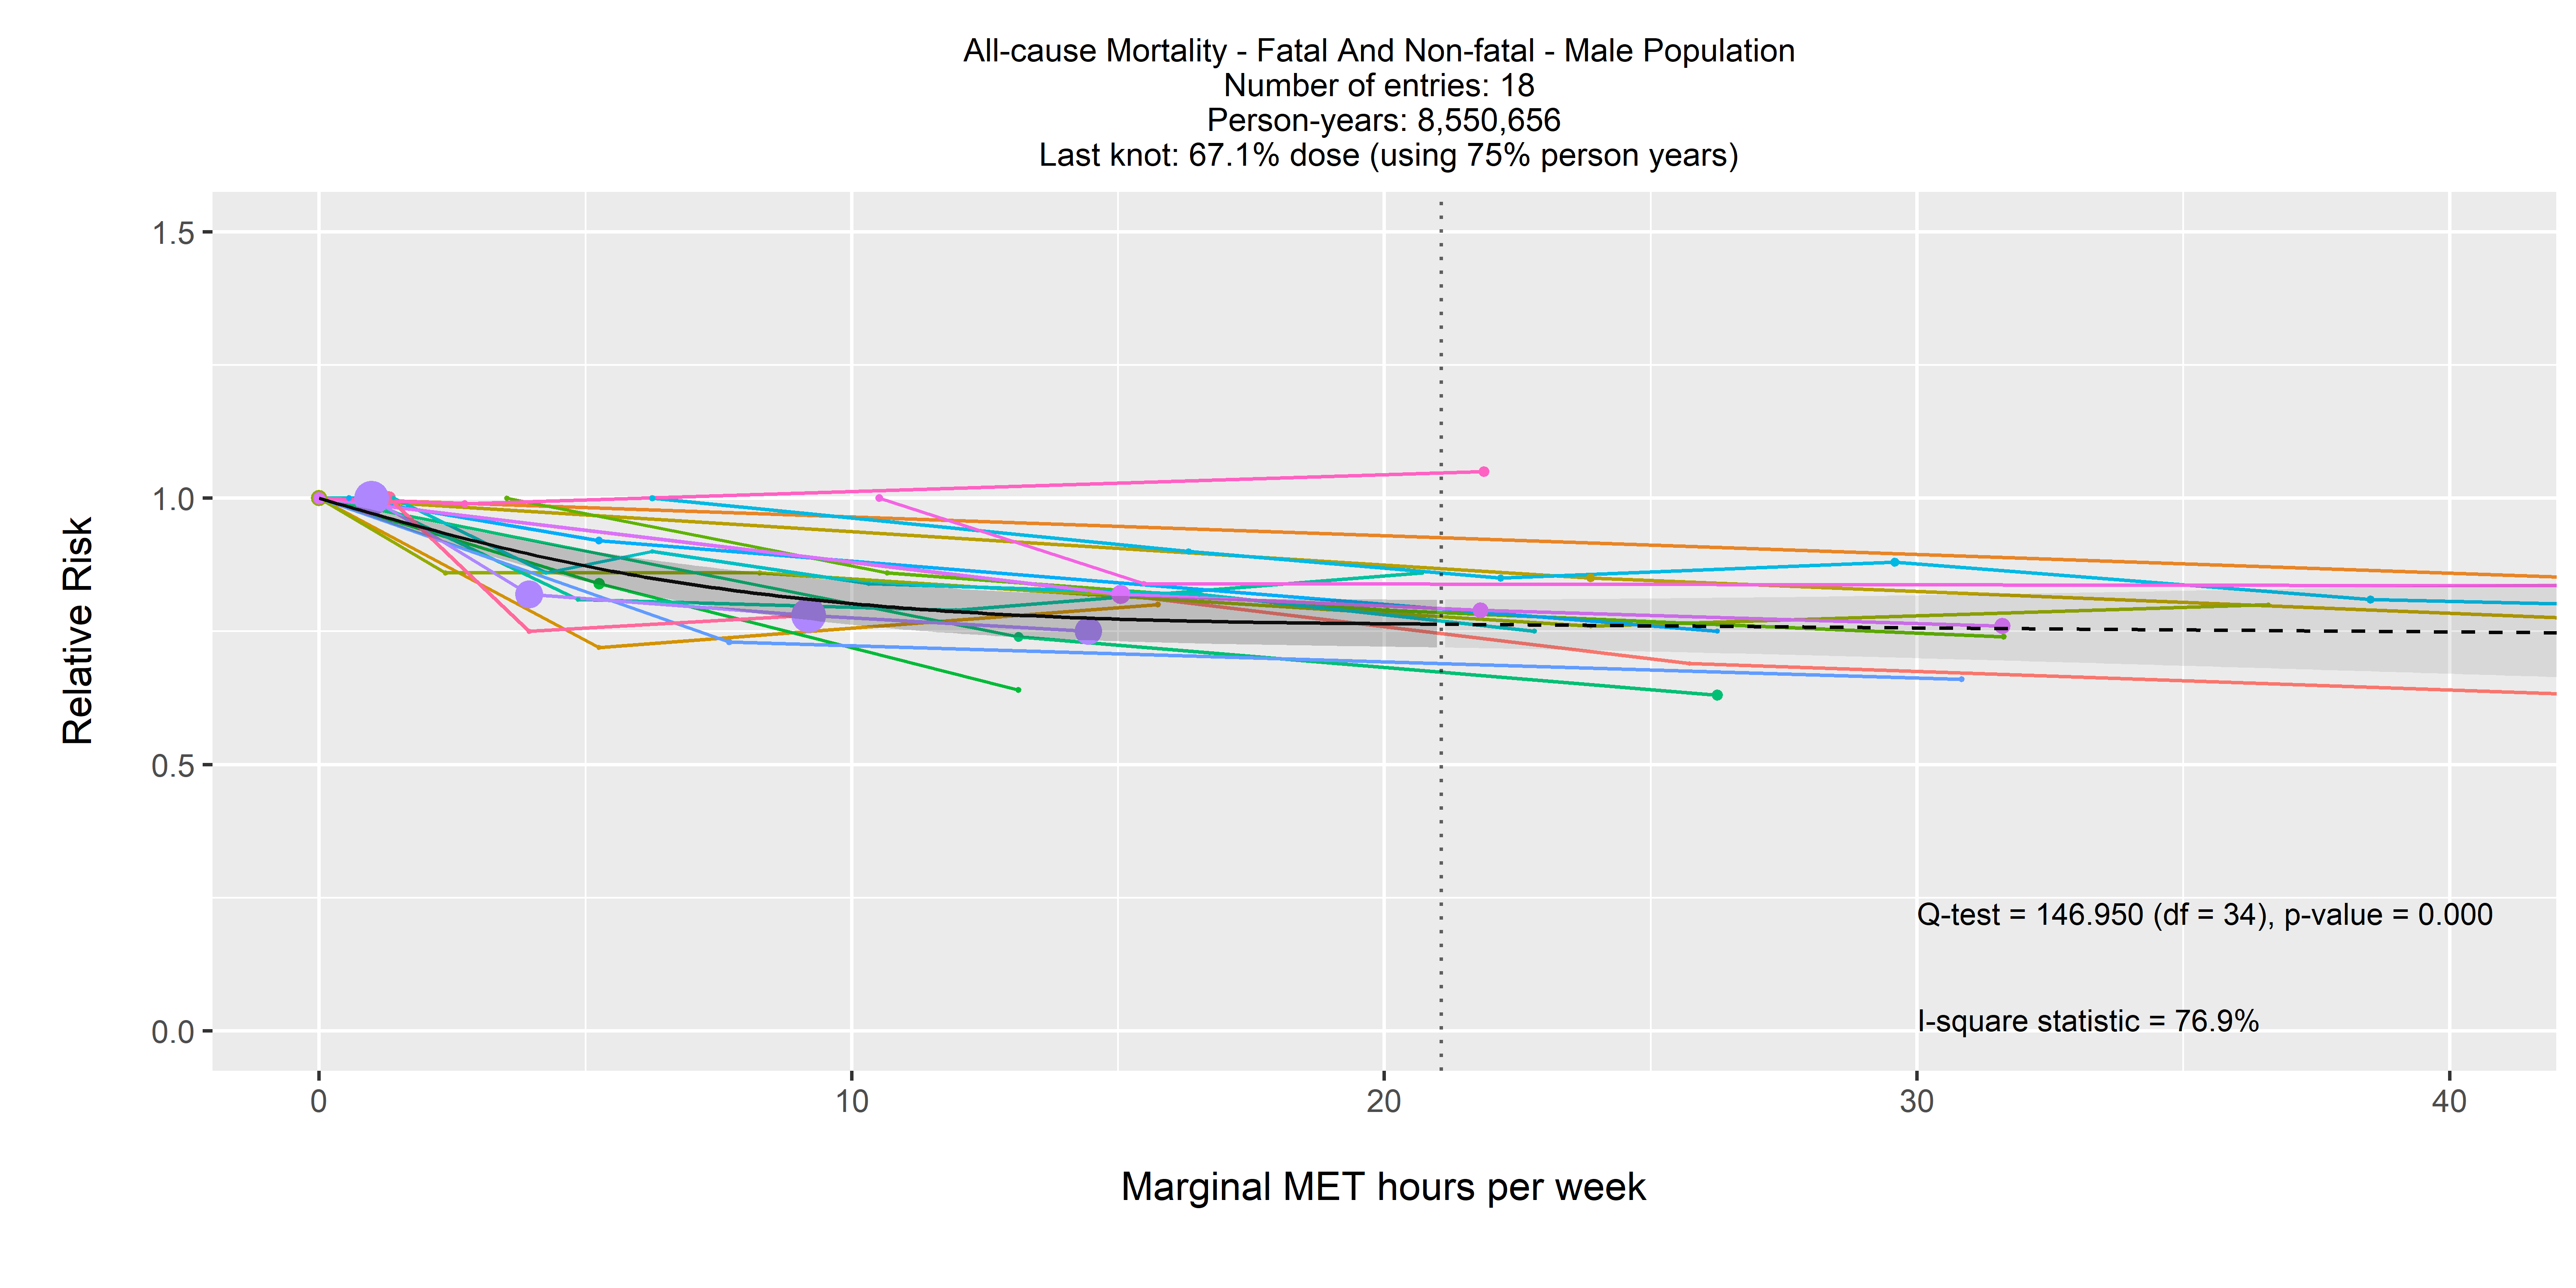 All-cause Mortality - Fatal And Non-fatal - Male Population
Number of entries: 18
Person-years: 8,550,656
Last knot: 67.1% dose (using 75% person years)
1.5
1.0
0.5
0.0
Relative Risk
Q-test = 146.950 (df = 34), p-value = 0.000
I-square statistic = 76.9%
0 10 20 30 40
Marginal MET hours per week